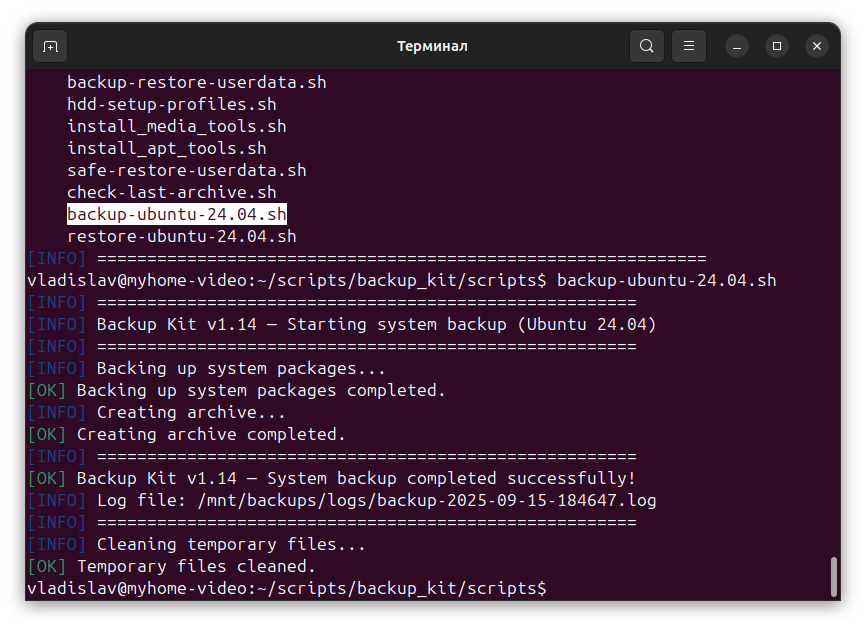 Терминал
backup-restore-userdata.sh
hdd-setup-profiles.sh
install_media_tools.sh
install_apt_tools.sh
safe-restore-userdata.sh
check-last-archive.sh
backup-ubuntu-24.04.sh
restore-ubuntu-24.04.sh
[INFO] =============================================================
vladislav@myhome-video:~/scripts/backup_kit/scripts$ backup-ubuntu-24.04.sh
[INFO] ======================================================
[INFO] Backup Kit v1.14 — Starting system backup (Ubuntu 24.04)
[INFO] ======================================================
[INFO] Backing up system packages...
[OK] Backing up system packages completed.
[INFO] Creating archive...
[OK] Creating archive completed.
[INFO] ======================================================
[OK] Backup Kit v1.14 — System backup completed successfully!
[INFO] Log file: /mnt/backups/logs/backup-2025-09-15-184647.log
[INFO] ======================================================
[INFO] Cleaning temporary files...
[OK] Temporary files cleaned.
vladislav@myhome-video:~/scripts/backup_kit/scripts$